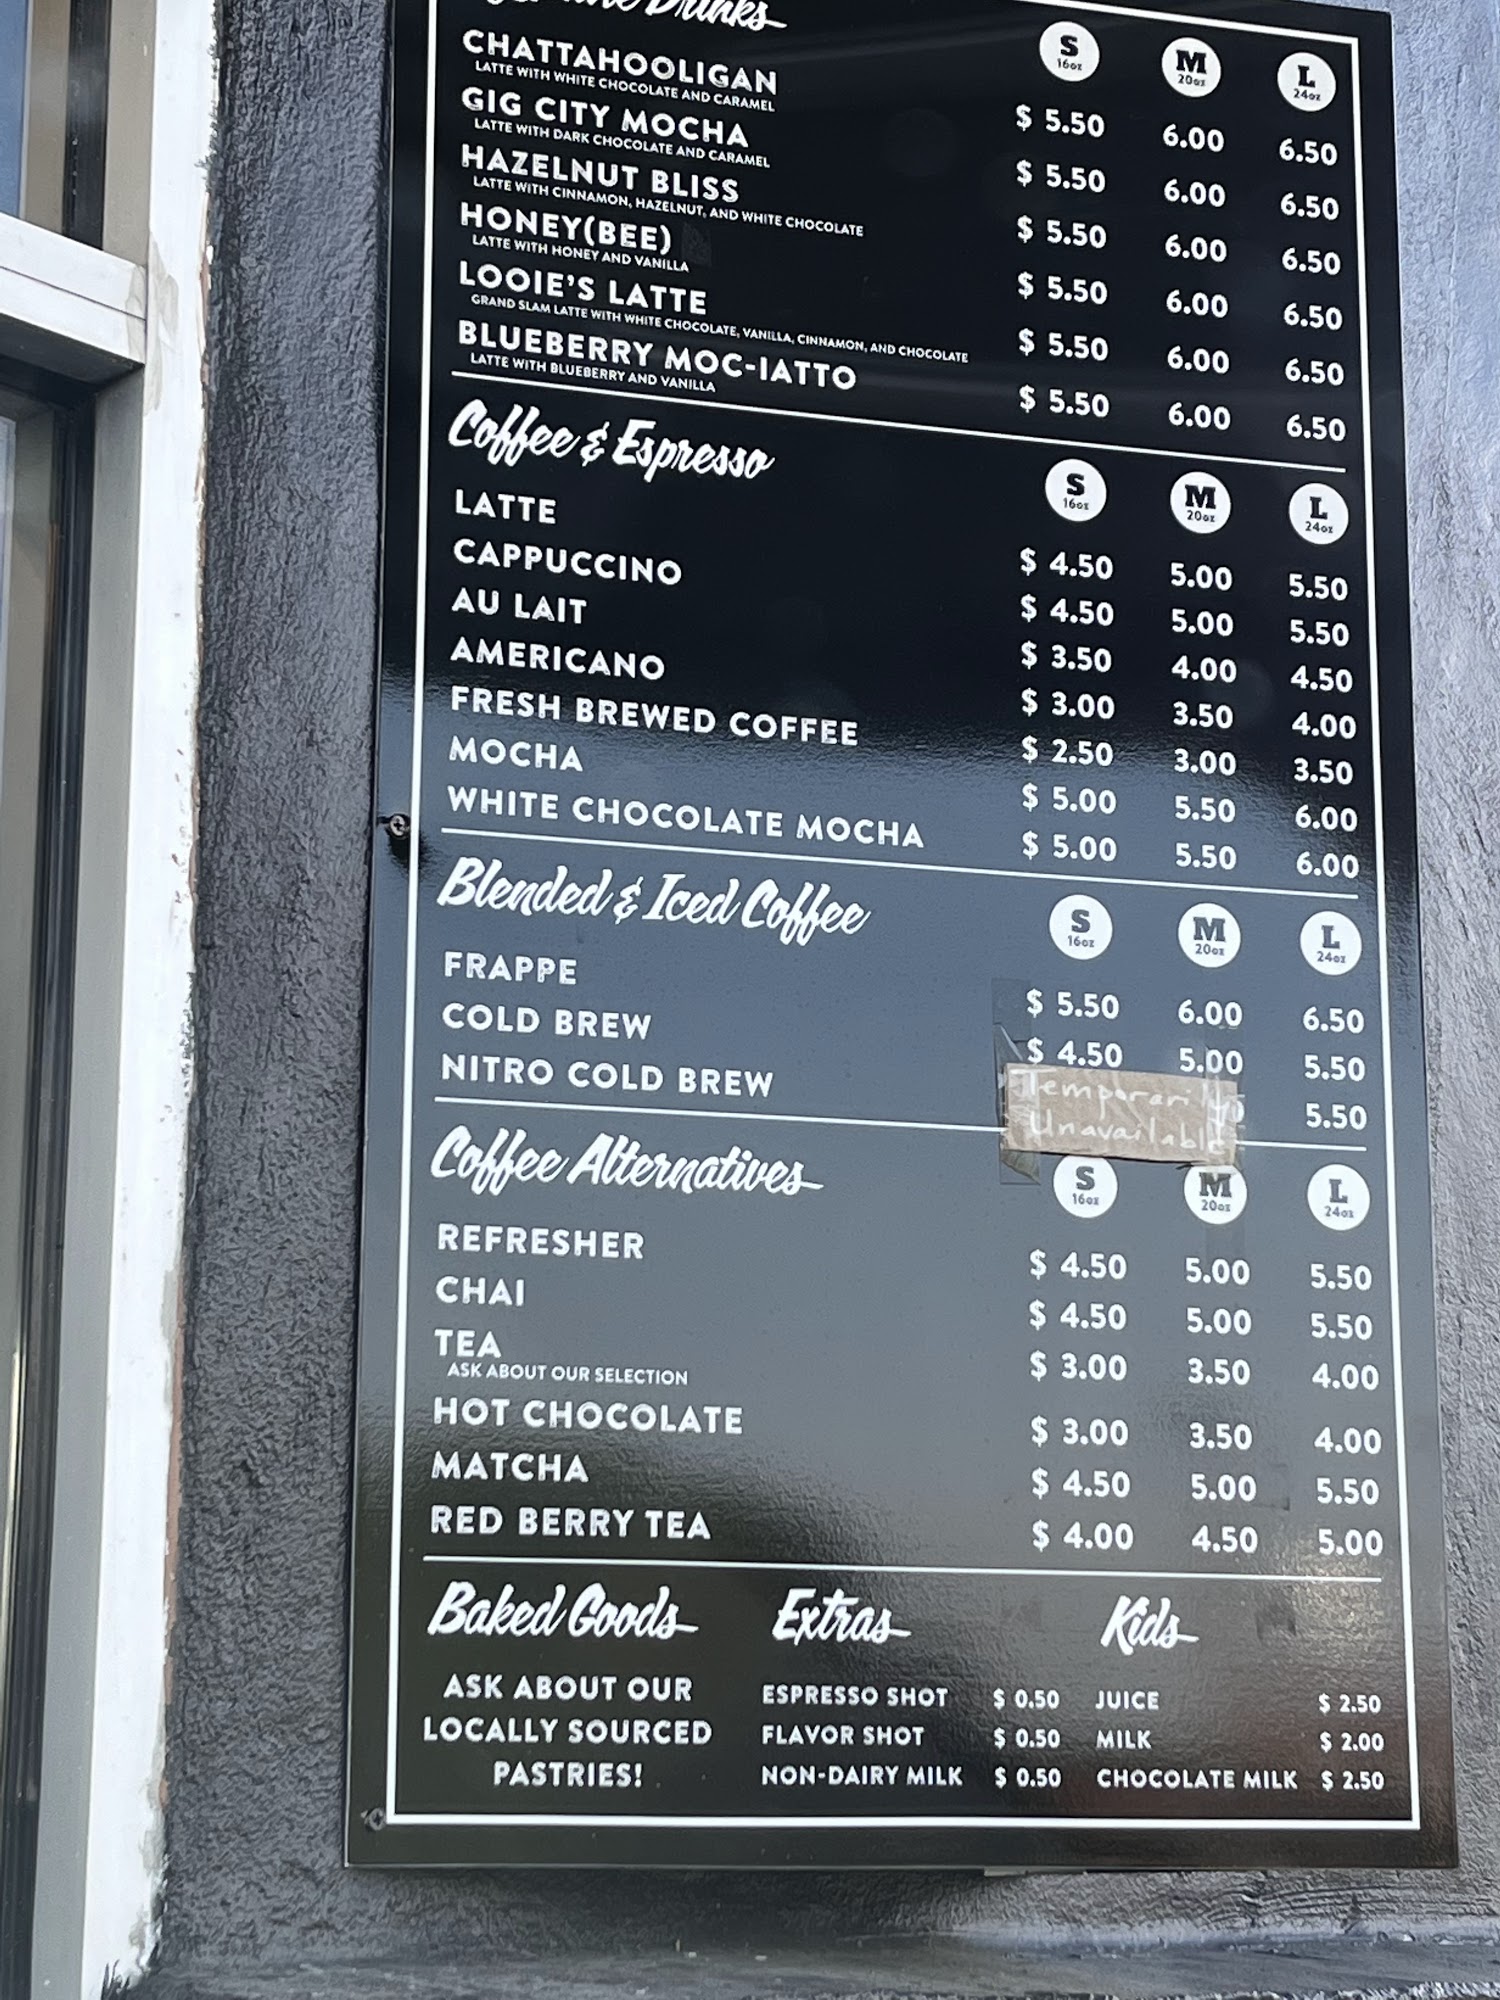 Drinks
S 16oz M 20oz L 24oz
CHATTAHOOLIGAN $ 5.50 6.00 6.50
LATTE WITH WHITE CHOCOLATE AND CARAMEL
GIG CITY MOCHA $ 5.50 6.00 6.50
LATTE WITH DARK CHOCOLATE AND CARAMEL
HAZELNUT BLISS $ 5.50 6.00 6.50
LATTE WITH CINNAMON, HAZELNUT, AND WHITE CHOCOLATE
HONEY(BEE) $ 5.50 6.00 6.50
LATTE WITH HONEY AND VANILLA
LOOIE'S LATTE $ 5.50 6.00 6.50
GRAND SLAM LATTE WITH WHITE CHOCOLATE, VANILLA, CINNAMON, AND CHOCOLATE
BLUEBERRY MOC-IATTO $ 5.50 6.00 6.50
LATTE WITH BLUEBERRY AND VANILLA
Coffee & Espresso S 16oz M 20oz L 24oz
LATTE $ 4.50 5.00 5.50
CAPPUCCINO $ 4.50 5.00 5.50
AU LAIT $ 3.50 4.00 4.50
AMERICANO $ 3.00 3.50 4.00
FRESH BREWED COFFEE $ 2.50 3.00 3.50
MOCHA $ 5.00 5.50 6.00
WHITE CHOCOLATE MOCHA $ 5.00 5.50 6.00
Blended & Iced Coffee S 16oz M 20oz L 24oz
FRAPPE $ 5.50 6.00 6.50
COLD BREW $ 4.50 5.00 5.50
NITRO COLD BREW 5.50
Temporarily
Unavailable
Coffee Alternatives S 16oz M 20oz L 24oz
REFRESHER $ 4.50 5.00 5.50
CHAI $ 4.50 5.00 5.50
TEA $ 3.00 3.50 4.00
ASK ABOUT OUR SELECTION
HOT CHOCOLATE $ 3.00 3.50 4.00
MATCHA $ 4.50 5.00 5.50
RED BERRY TEA $ 4.00 4.50 5.00
Baked Goods
ASK ABOUT OUR
LOCALLY SOURCED
PASTRIES!
Extras
ESPRESSO SHOT $ 0.50
FLAVOR SHOT $ 0.50
NON-DAIRY MILK $ 0.50
Kids
JUICE $ 2.50
MILK $ 2.00
CHOCOLATE MILK $ 2.50